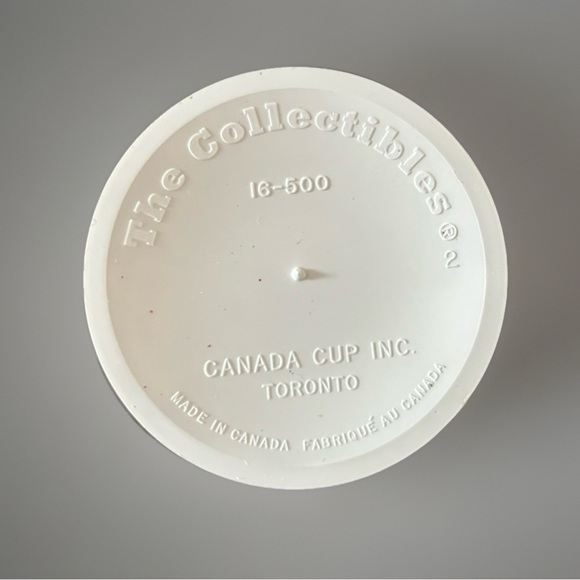 The Collectibles® 2
16-500
CANADA CUP INC.
TORONTO
MADE IN CANADA FABRIQUÉ AU CANADA